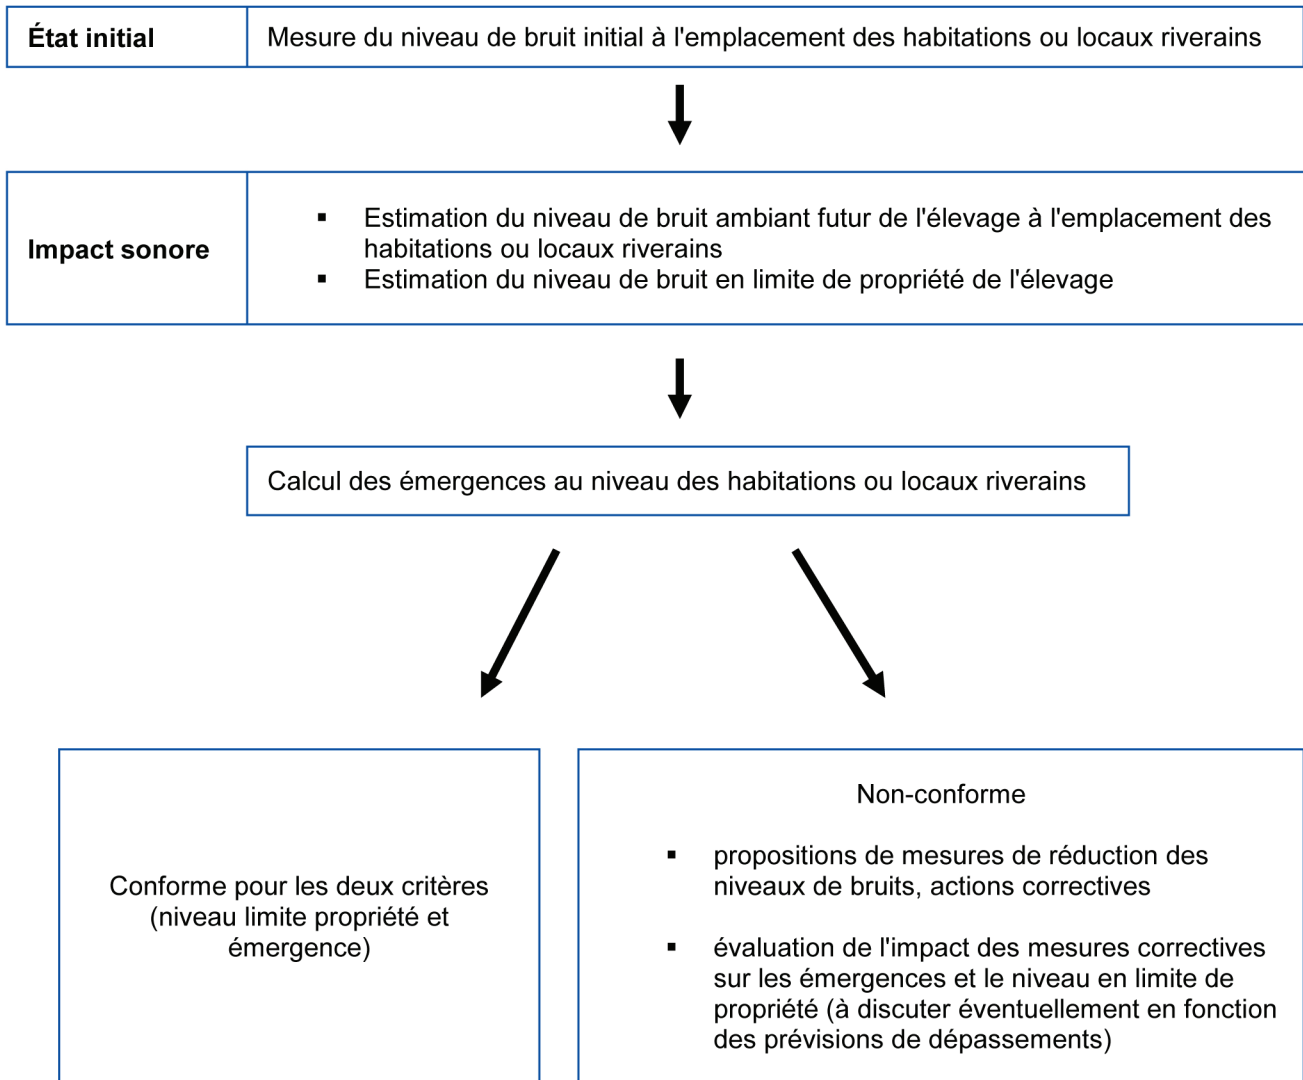 État initial
Mesure du niveau de bruit initial à l'emplacement des habitations ou locaux riverains
Impact sonore
▪ Estimation du niveau de bruit ambiant futur de l'élevage à l'emplacement des
habitations ou locaux riverains
▪ Estimation du niveau de bruit en limite de propriété de l'élevage
Calcul des émergences au niveau des habitations ou locaux riverains
Conforme pour les deux critères
(niveau limite propriété et
émergence)
Non-conforme
▪ propositions de mesures de réduction des
niveaux de bruits, actions correctives
▪ évaluation de l'impact des mesures correctives
sur les émergences et le niveau en limite de
propriété (à discuter éventuellement en fonction
des prévisions de dépassements)